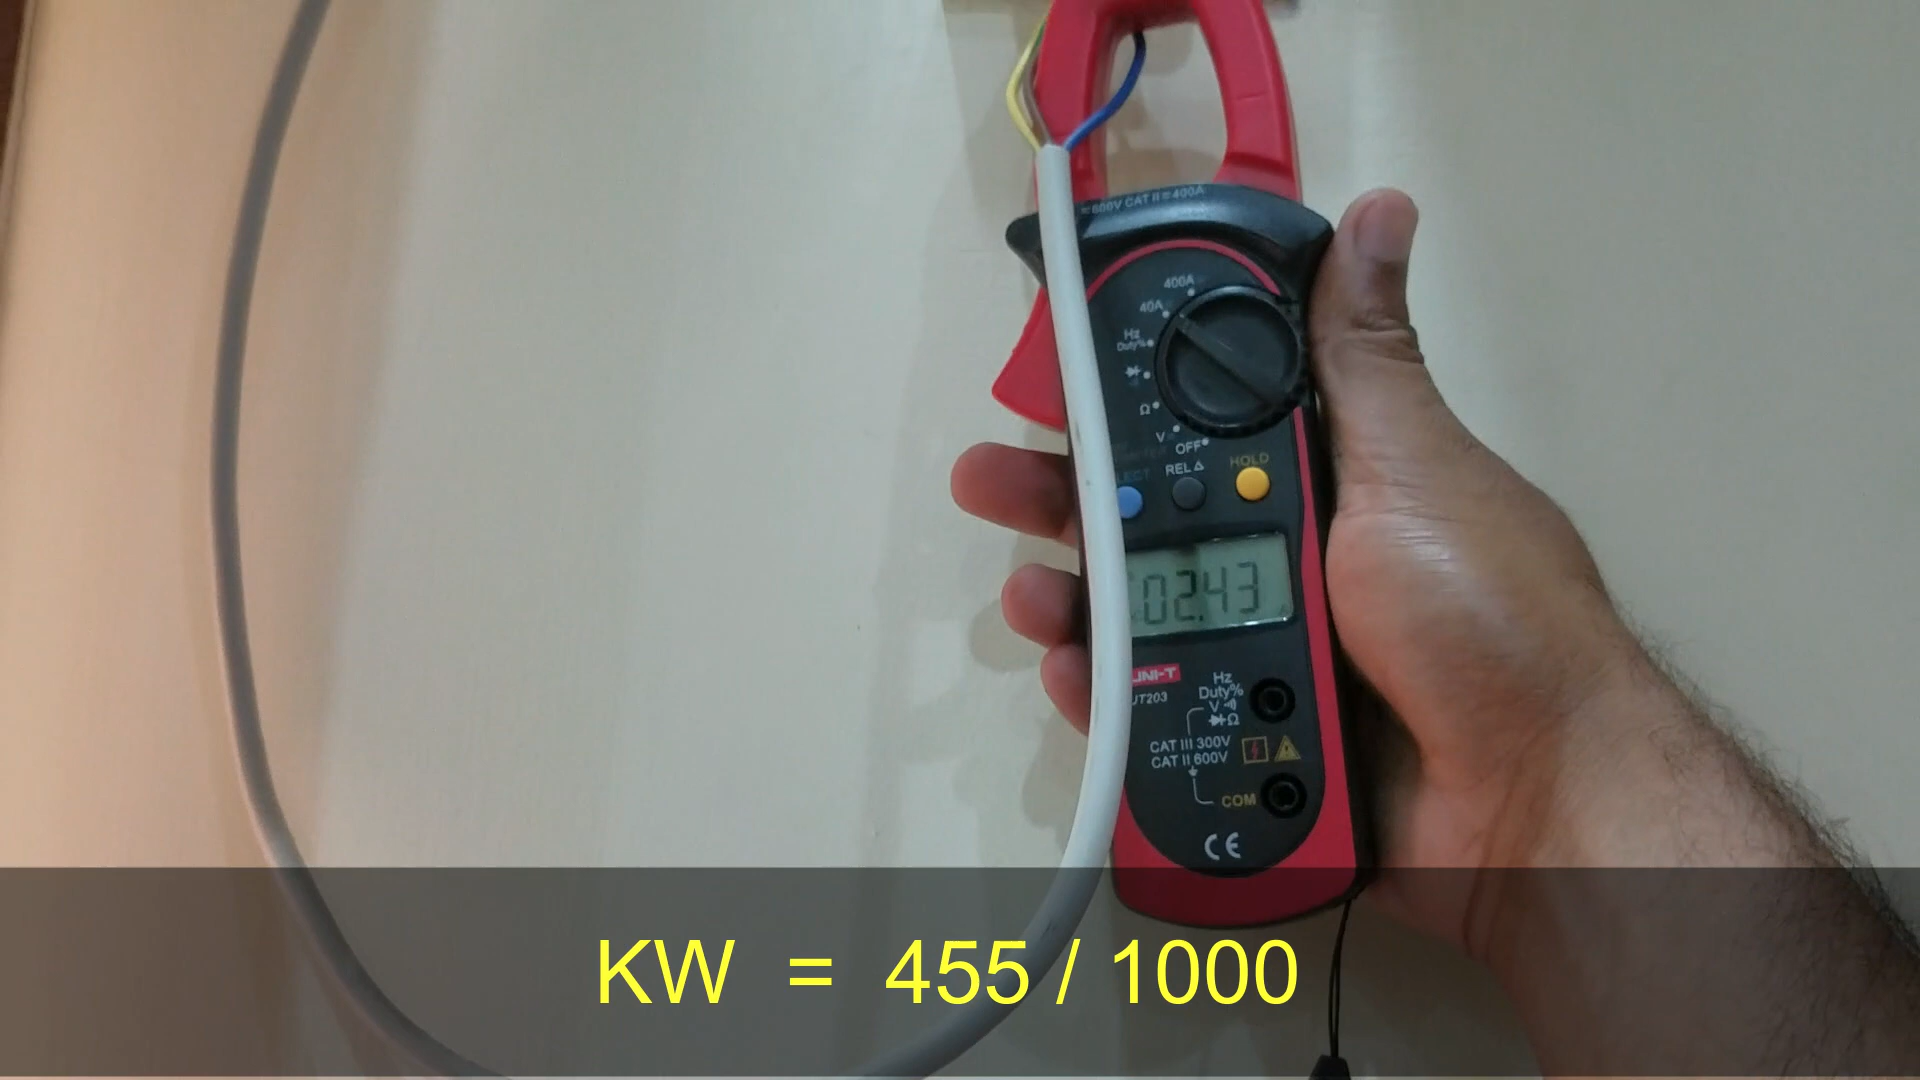 =600V CAT II =400A
400A
40A
Hz
Duty%
Ω
V
OFF
REL Δ
HOLD
02.43
UNI-T
UT203
Hz
Duty%
V
Ω
CAT III 300V
CAT II 600V
COM
CE
KW = 455 / 1000